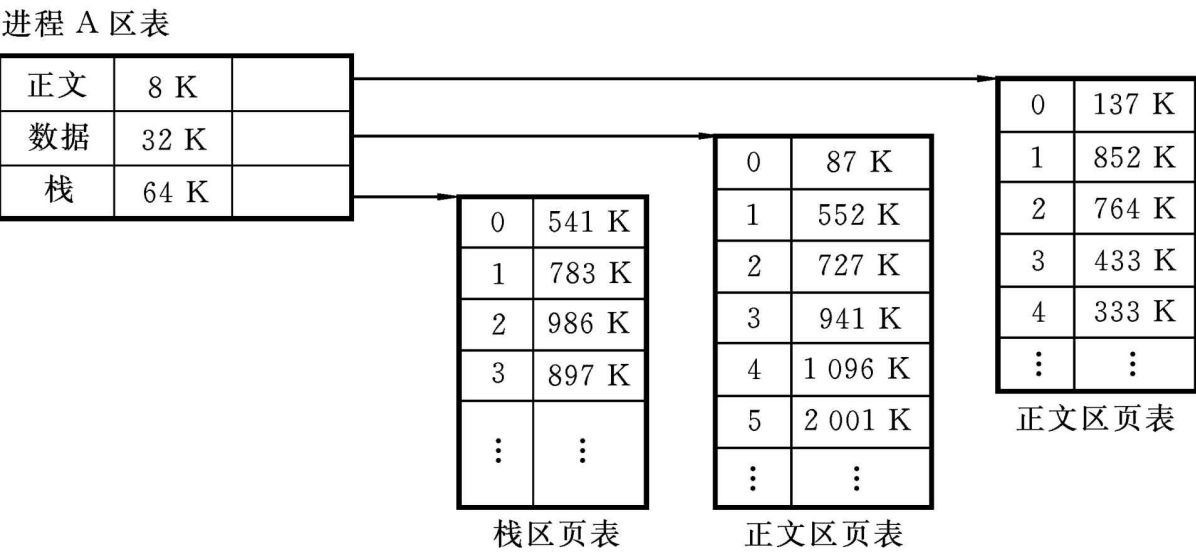 进程 A 区表
正文 8 K
数据 32 K
栈 64 K
0 541 K
1 783 K
2 986 K
3 897 K
⋮ ⋮
栈区页表
0 87 K
1 552 K
2 727 K
3 941 K
4 1 096 K
5 2 001 K
⋮ ⋮
正文区页表
0 137 K
1 852 K
2 764 K
3 433 K
4 333 K
⋮ ⋮
正文区页表